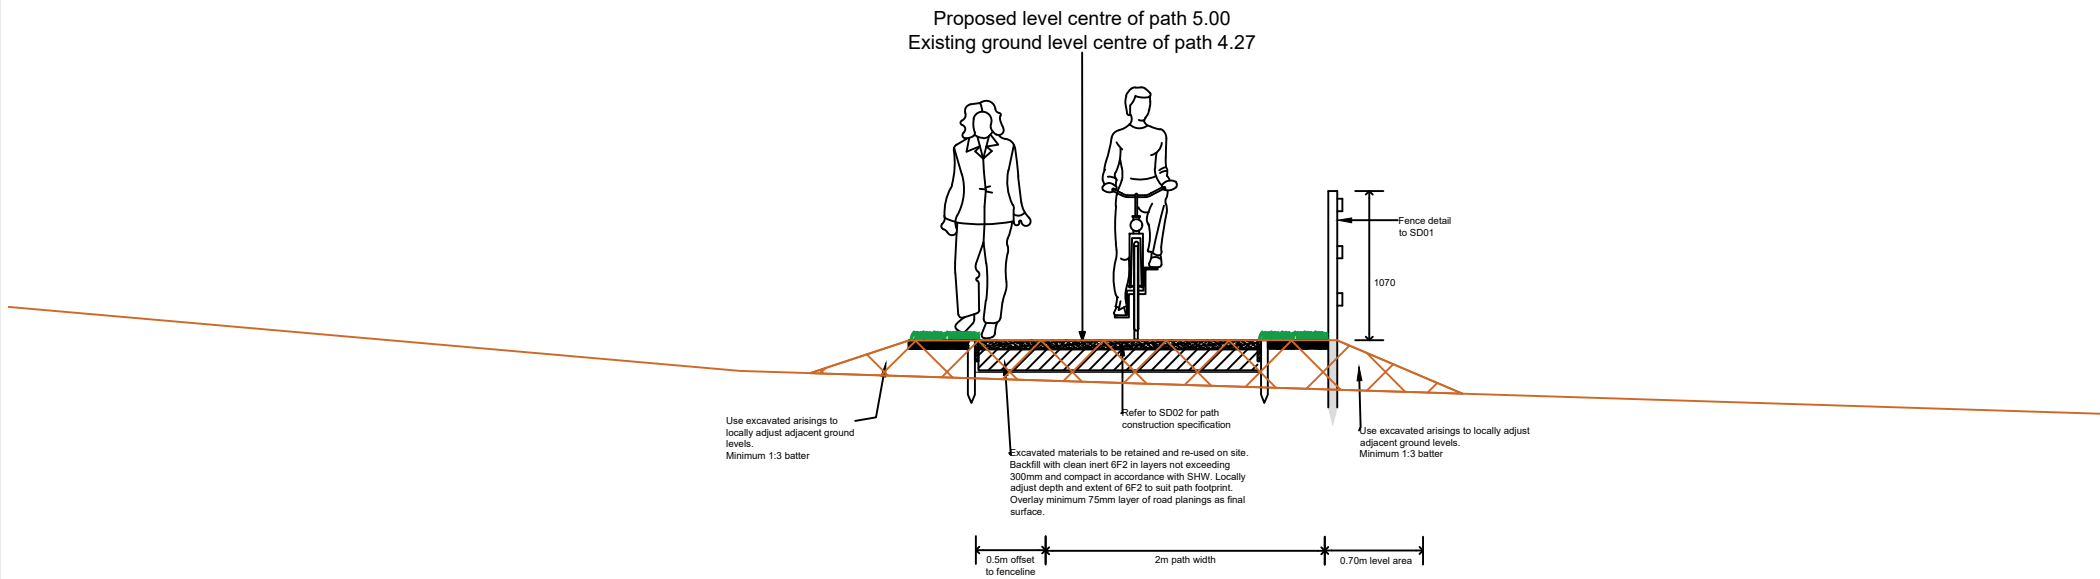 Proposed level centre of path 5.00
Existing ground level centre of path 4.27
Fence detail
to SD01
1070
Use excavated arisings to
locally adjust adjacent ground
levels.
Minimum 1:3 batter
Refer to SD02 for path
construction specification
Use excavated arisings to locally adjust
adjacent ground levels.
Minimum 1:3 batter
Excavated materials to be retained and re-used on site.
Backfill with clean inert 6F2 in layers not exceeding
300mm and compact in accordance with SHW. Locally
adjust depth and extent of 6F2 to suit path footprint.
Overlay minimum 75mm layer of road planings as final
surface.
0.5m offset
to fenceline
2m path width
0.70m level area